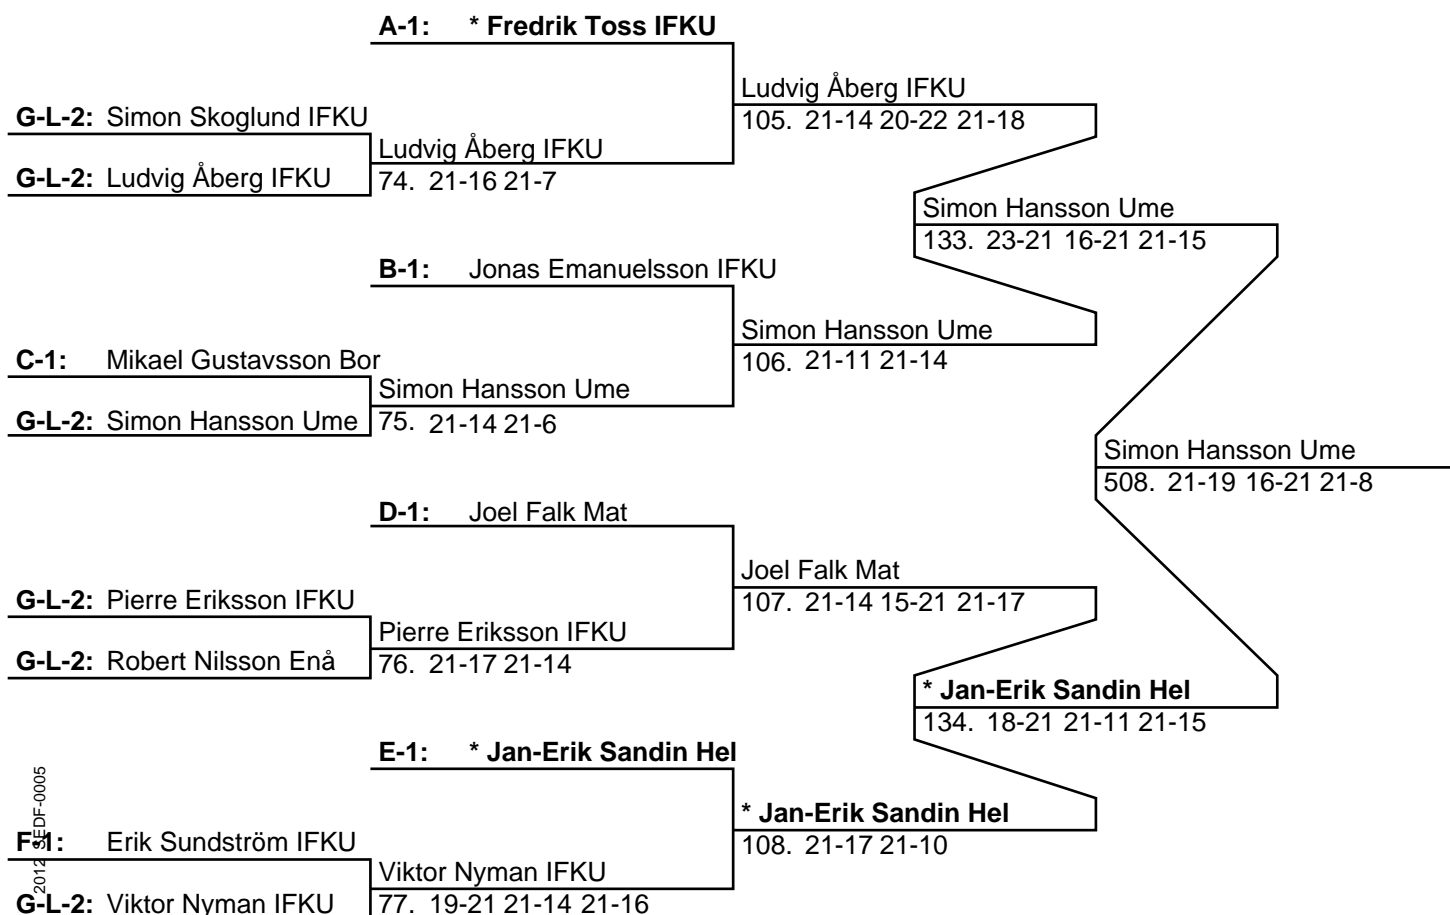 A-1: * Fredrik Toss IFKU
Ludvig Åberg IFKU
G-L-2: Simon Skoglund IFKU
105. 21-14 20-22 21-18
Ludvig Åberg IFKU
G-L-2: Ludvig Åberg IFKU
74. 21-16 21-7
Simon Hansson Ume
133. 23-21 16-21 21-15
B-1: Jonas Emanuelsson IFKU
Simon Hansson Ume
C-1: Mikael Gustavsson Bor
106. 21-11 21-14
Simon Hansson Ume
G-L-2: Simon Hansson Ume
75. 21-14 21-6
Simon Hansson Ume
508. 21-19 16-21 21-8
D-1: Joel Falk Mat
Joel Falk Mat
G-L-2: Pierre Eriksson IFKU
107. 21-14 15-21 21-17
Pierre Eriksson IFKU
G-L-2: Robert Nilsson Enå
76. 21-17 21-14
* Jan-Erik Sandin Hel
134. 18-21 21-11 21-15
E-1: * Jan-Erik Sandin Hel
* Jan-Erik Sandin Hel
F-1: Erik Sundström IFKU
108. 21-17 21-10
Viktor Nyman IFKU
G-L-2: Viktor Nyman IFKU
77. 19-21 21-14 21-16
2012 SEDF-0005